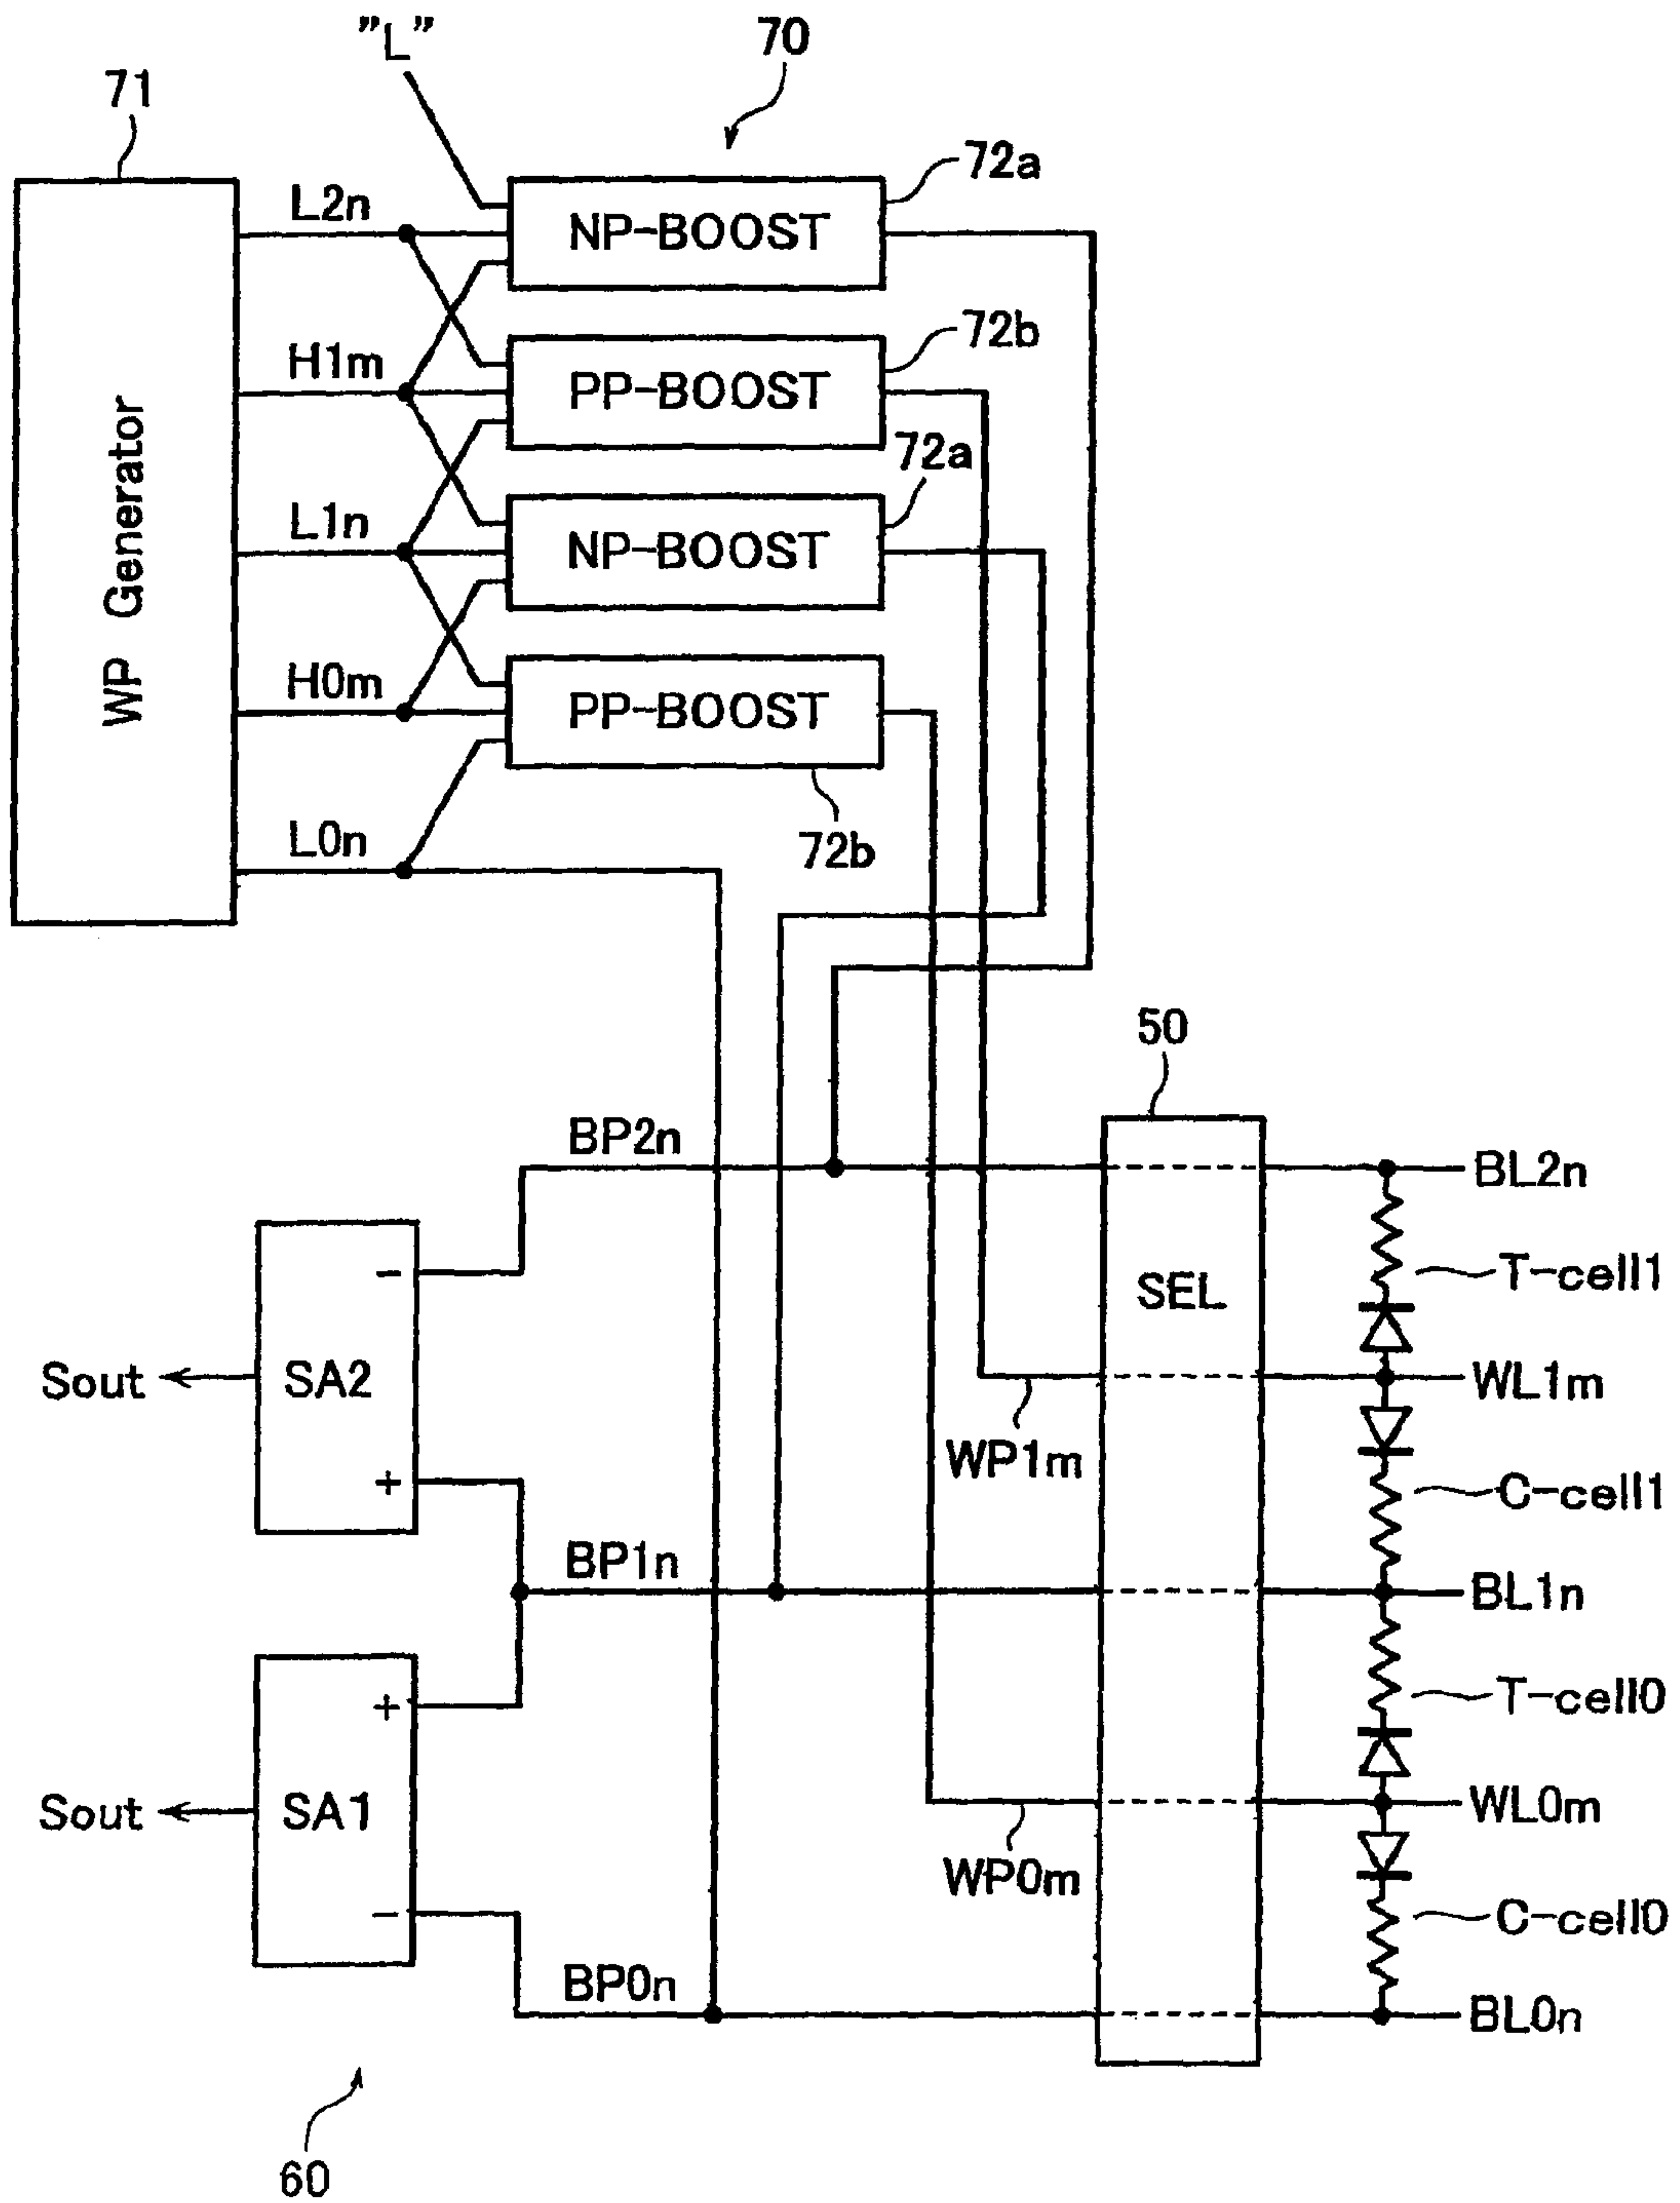 "L"
70
71
72a
L2n
NP-BOOST
72b
H1m
PP-BOOST
72a
L1n
NP-BOOST
WP Generator
H0m
PP-BOOST
L0n
72b
50
BP2n
BL2n
T-cell1
−
SEL
Sout
SA2
WL1m
WP1m
+
C-cell1
BP1n
BL1n
T-cell0
+
Sout
SA1
WL0m
WP0m
−
C-cell0
BP0n
BL0n
60